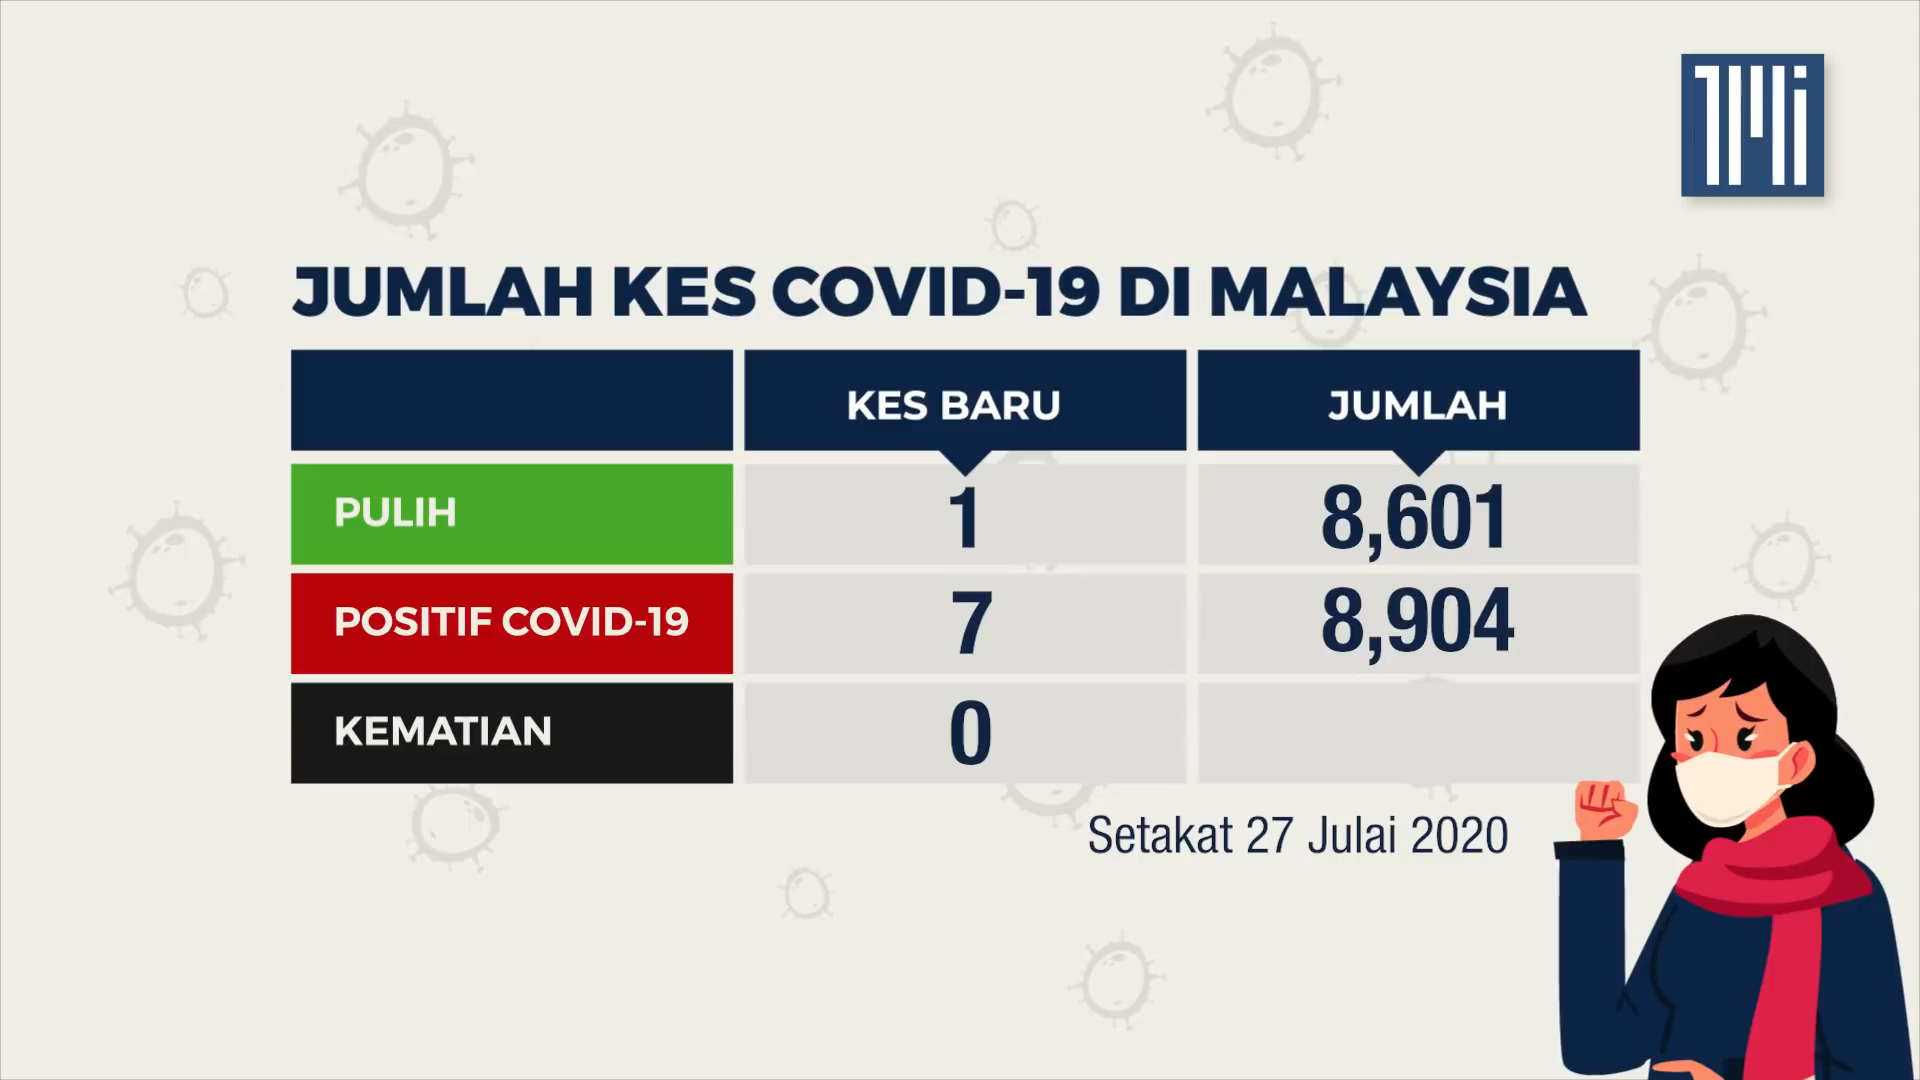 TMi
JUMLAH KES COVID-19 DI MALAYSIA
KES BARU
JUMLAH
PULIH
1
8,601
POSITIF COVID-19
7
8,904
KEMATIAN
0
Setakat 27 Julai 2020